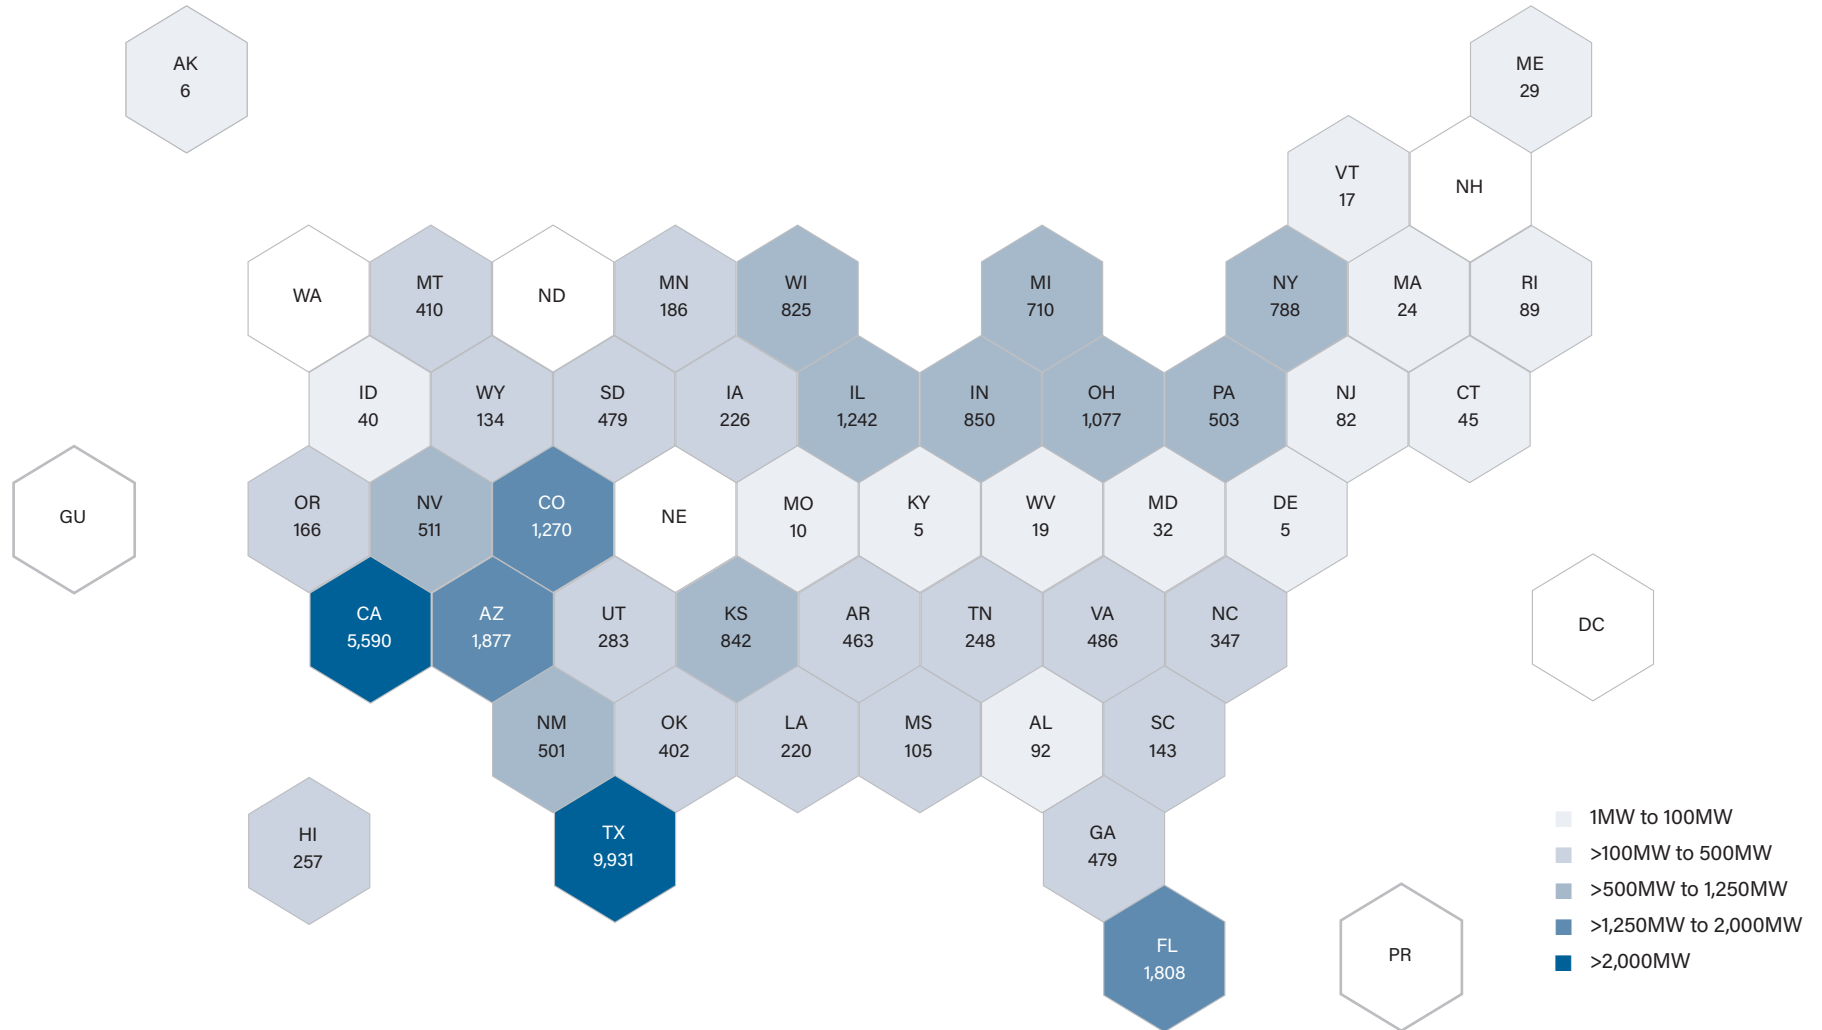 AK
6
ME
29
VT
17
NH
WA
MT
410
ND
MN
186
WI
825
MI
710
NY
788
MA
24
RI
89
ID
40
WY
134
SD
479
IA
226
IL
1,242
IN
850
OH
1,077
PA
503
NJ
82
CT
45
GU
OR
166
NV
511
CO
1,270
NE
MO
10
KY
5
WV
19
MD
32
DE
5
CA
5,590
AZ
1,877
UT
283
KS
842
AR
463
TN
248
VA
486
NC
347
DC
NM
501
OK
402
LA
220
MS
105
AL
92
SC
143
HI
257
TX
9,931
GA
479
FL
1,808
PR
1MW to 100MW
>100MW to 500MW
>500MW to 1,250MW
>1,250MW to 2,000MW
>2,000MW